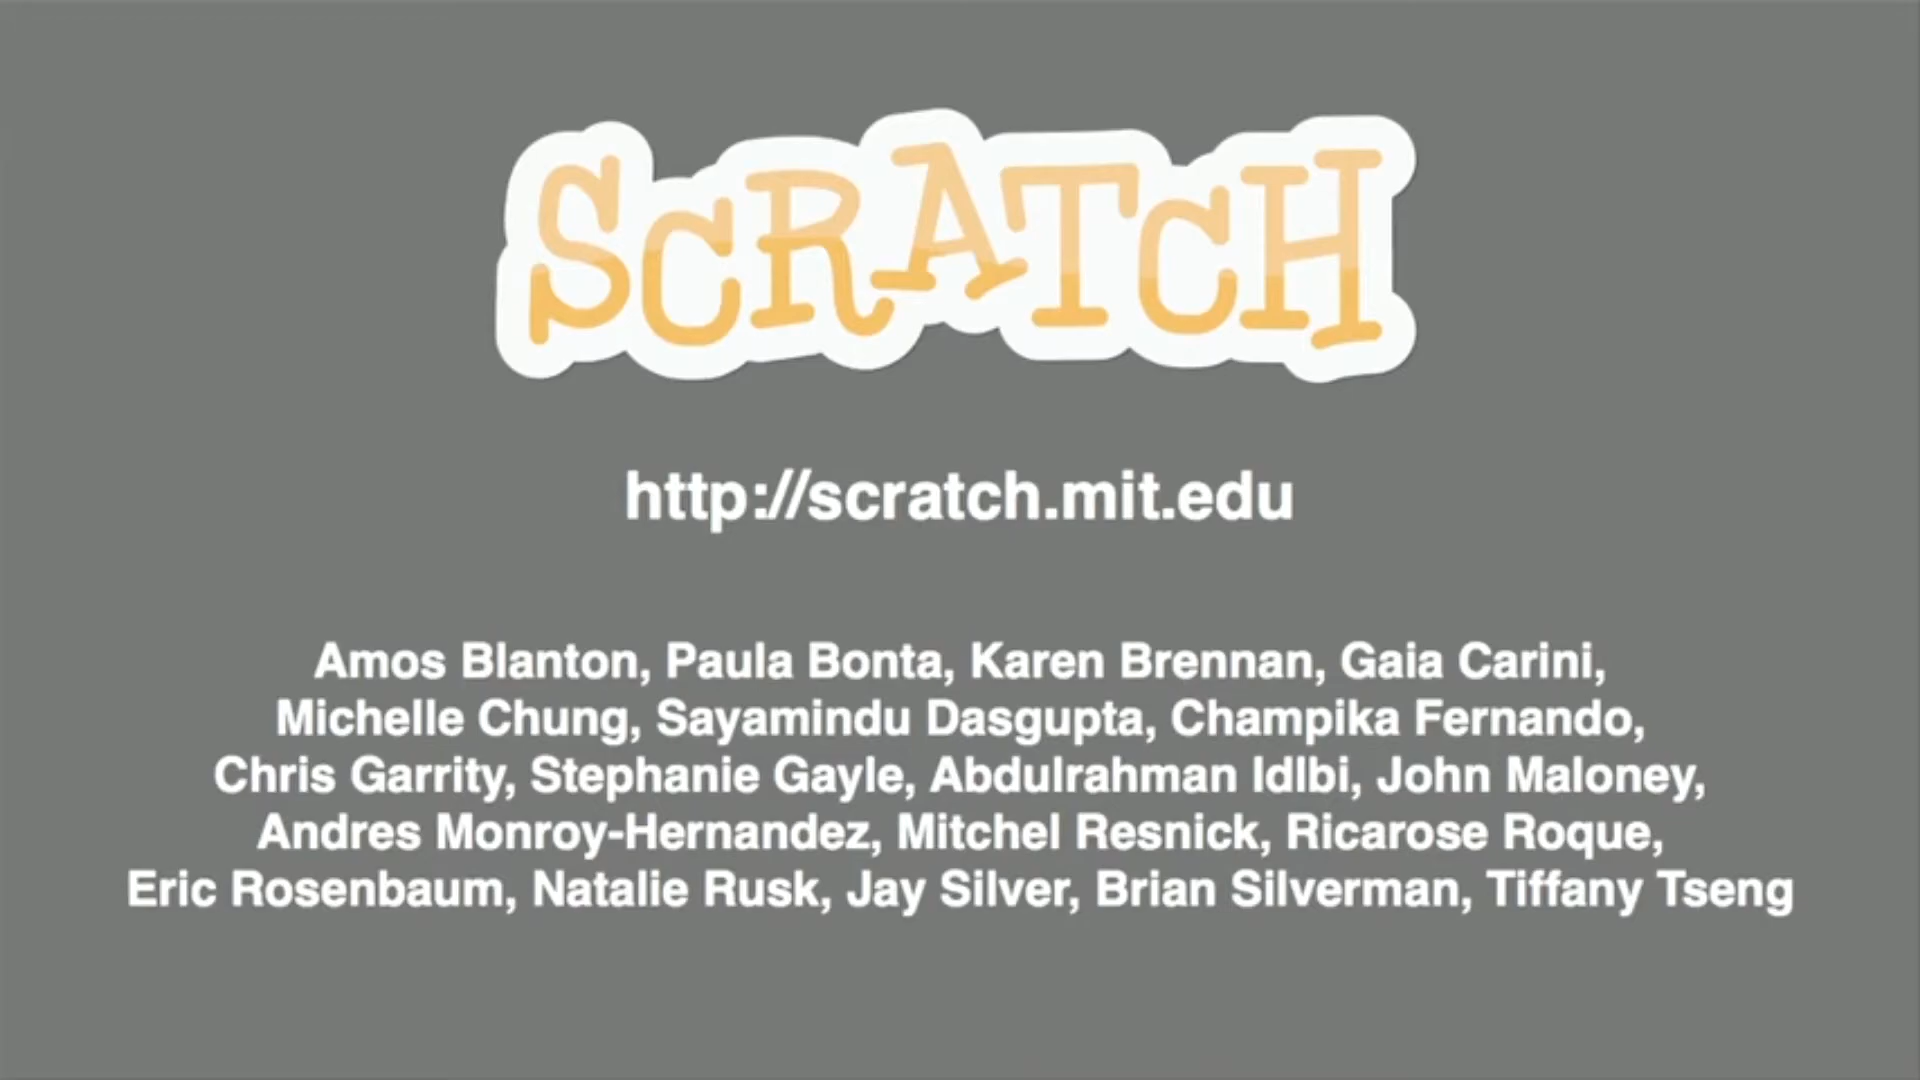 SCRATCH
http://scratch.mit.edu
Amos Blanton, Paula Bonta, Karen Brennan, Gaia Carini,
Michelle Chung, Sayamindu Dasgupta, Champika Fernando,
Chris Garrity, Stephanie Gayle, Abdulrahman Idlbi, John Maloney,
Andres Monroy-Hernandez, Mitchel Resnick, Ricarose Roque,
Eric Rosenbaum, Natalie Rusk, Jay Silver, Brian Silverman, Tiffany Tseng